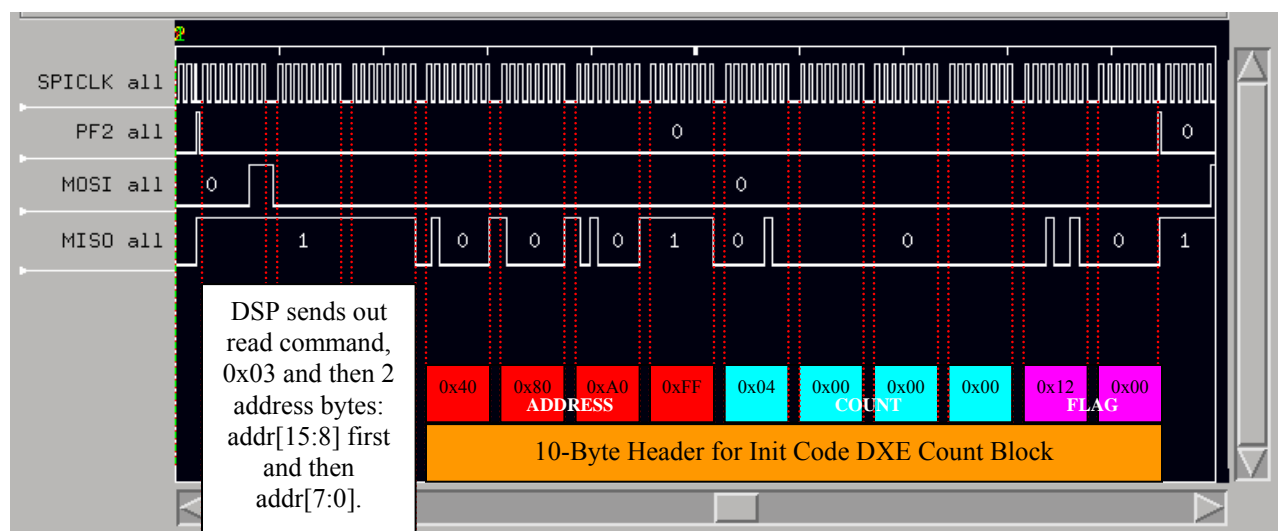 SPICLK all
PF2 all
0
0
MOSI all
0
0
MISO all
1
0
0
0
1
0
0
0
1
DSP sends out
read command,
0x03 and then 2
address bytes:
addr[15:8] first
and then
addr[7:0].
0x40 0x80 0xA0 0xFF 0x04 0x00 0x00 0x00 0x12 0x00
ADDRESS COUNT FLAG
10-Byte Header for Init Code DXE Count Block